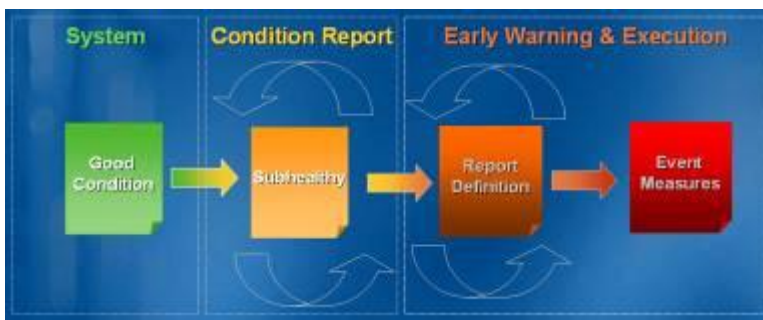 System
Condition Report
Early Warning & Execution
Good
Condition
Subhealthy
Report
Definition
Event
Measures